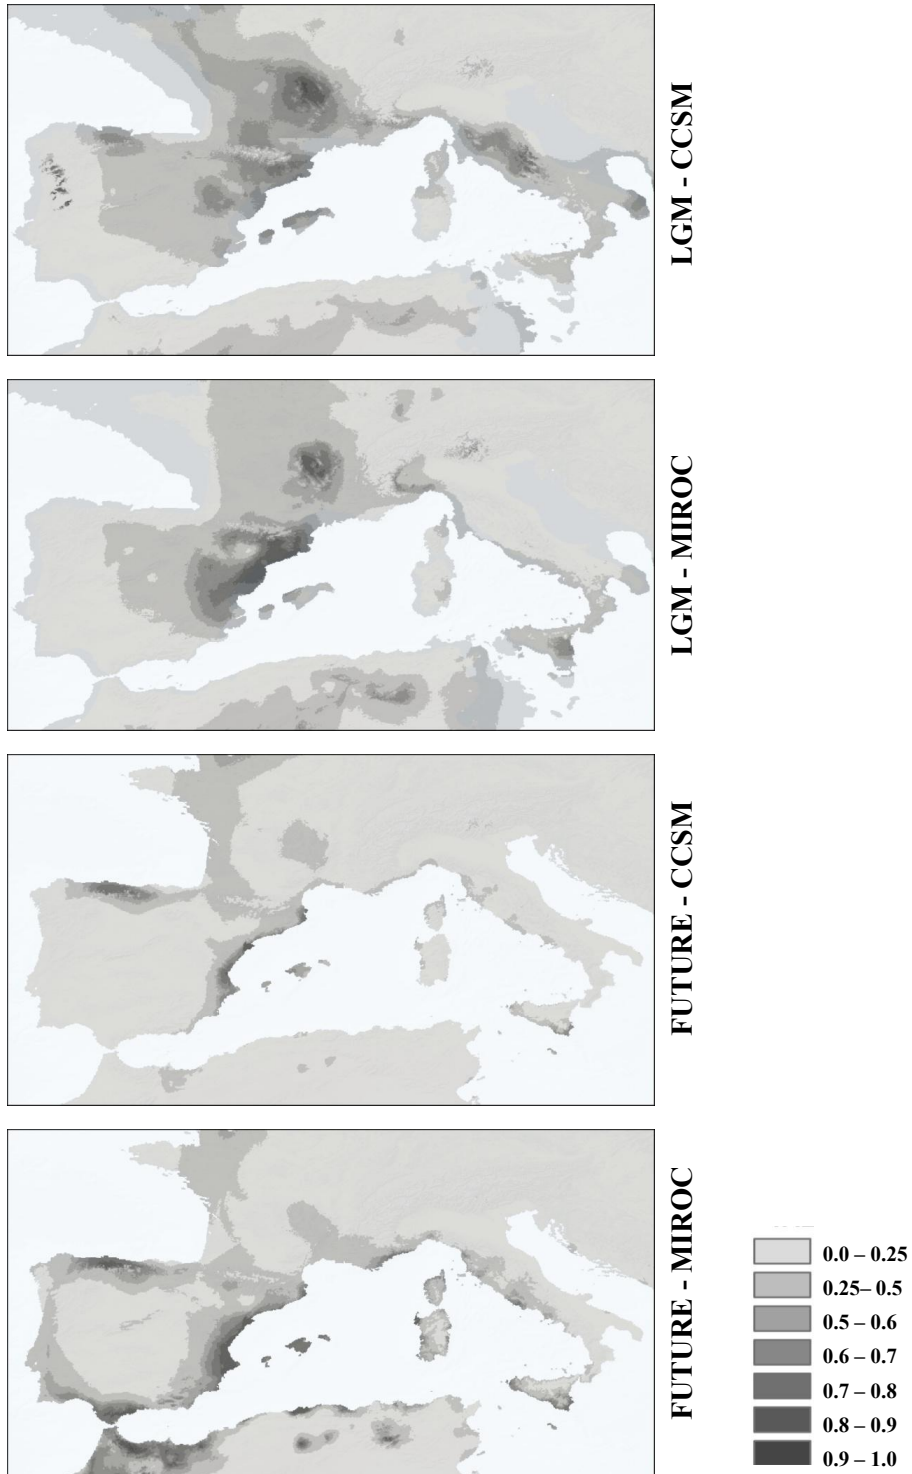 LGM - CCSM
LGM - MIROC
FUTURE - CCSM
FUTURE - MIROC
0.0 – 0.25
0.25– 0.5
0.5 – 0.6
0.6 – 0.7
0.7 – 0.8
0.8 – 0.9
0.9 – 1.0